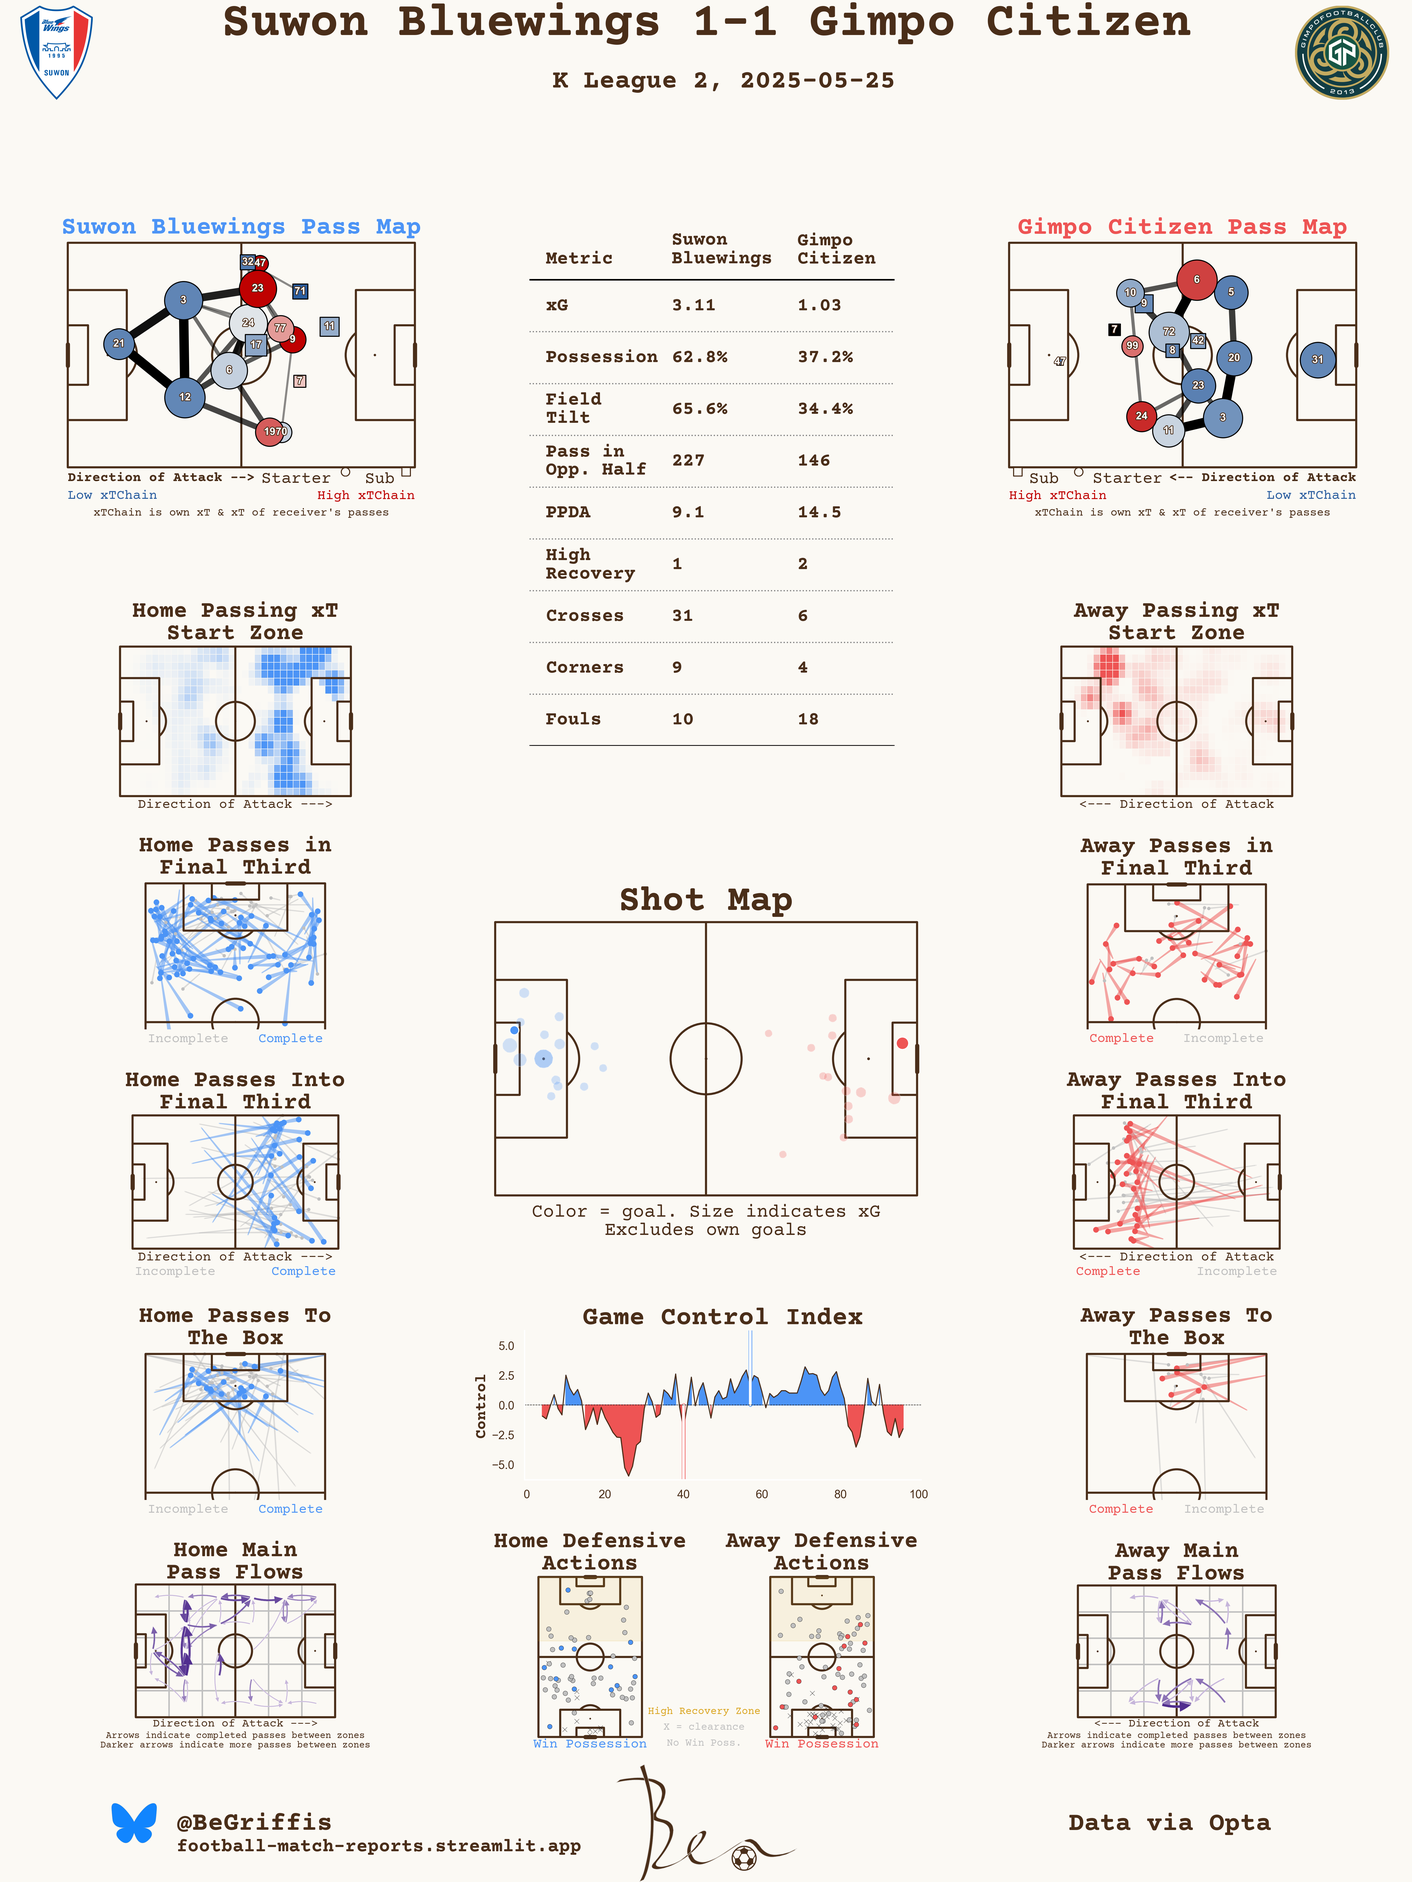 Suwon Bluewings 1-1 Gimpo Citizen
K League 2, 2025-05-25
Blue Wings
1995
SUWON
GIMPOFOOTBALLCLUB
GP
2013
Suwon Bluewings Pass Map
32 47
23
71
3
24
77
11
9
17
21
6
7
12
1970
Direction of Attack --> Starter Sub
Low xTChain High xTChain
xTChain is own xT & xT of receiver's passes
Metric Suwon Bluewings Gimpo Citizen
xG 3.11 1.03
Possession 62.8% 37.2%
Field Tilt 65.6% 34.4%
Pass in Opp. Half 227 146
PPDA 9.1 14.5
High Recovery 1 2
Crosses 31 6
Corners 9 4
Fouls 10 18
Gimpo Citizen Pass Map
6
10
5
9
7
72
99
42
8
47
20
31
23
24
11
3
Sub Starter <-- Direction of Attack
High xTChain Low xTChain
xTChain is own xT & xT of receiver's passes
Home Passing xT
Start Zone
Direction of Attack --->
Away Passing xT
Start Zone
<--- Direction of Attack
Home Passes in
Final Third
Incomplete Complete
Away Passes in
Final Third
Complete Incomplete
Shot Map
Color = goal. Size indicates xG
Excludes own goals
Home Passes Into
Final Third
Direction of Attack --->
Incomplete Complete
Away Passes Into
Final Third
<--- Direction of Attack
Complete Incomplete
Home Passes To
The Box
Incomplete Complete
Game Control Index
Control
5.0
2.5
0.0
−2.5
−5.0
0 20 40 60 80 100
Away Passes To
The Box
Complete Incomplete
Home Main
Pass Flows
Direction of Attack --->
Arrows indicate completed passes between zones
Darker arrows indicate more passes between zones
Home Defensive
Actions
Win Possession
Away Defensive
Actions
Win Possession
High Recovery Zone
X = clearance
No Win Poss.
Away Main
Pass Flows
<--- Direction of Attack
Arrows indicate completed passes between zones
Darker arrows indicate more passes between zones
@BeGriffis
football-match-reports.streamlit.app
Ben
Data via Opta